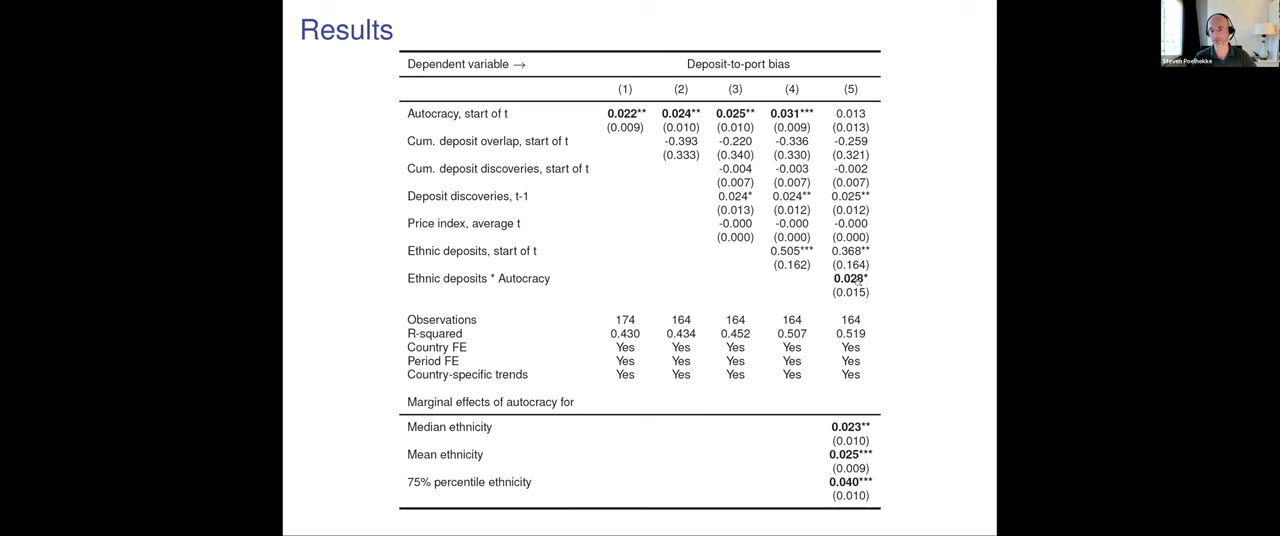 Results
Dependent variable → Deposit-to-port bias
(1) (2) (3) (4) (5)
Autocracy, start of t 0.022** 0.024** 0.025** 0.031*** 0.013
(0.009) (0.010) (0.010) (0.009) (0.013)
Cum. deposit overlap, start of t -0.393 -0.220 -0.336 -0.259
(0.333) (0.340) (0.330) (0.321)
Cum. deposit discoveries, start of t -0.004 -0.003 -0.002
(0.007) (0.007) (0.007)
Deposit discoveries, t-1 0.024* 0.024** 0.025**
(0.013) (0.012) (0.012)
Price index, average t -0.000 -0.000 -0.000
(0.000) (0.000) (0.000)
Ethnic deposits, start of t 0.505*** 0.368**
(0.162) (0.164)
Ethnic deposits * Autocracy 0.028*
(0.015)
Observations 174 164 164 164 164
R-squared 0.430 0.434 0.452 0.507 0.519
Country FE Yes Yes Yes Yes Yes
Period FE Yes Yes Yes Yes Yes
Country-specific trends Yes Yes Yes Yes Yes
Marginal effects of autocracy for
Median ethnicity 0.023**
(0.010)
Mean ethnicity 0.025***
(0.009)
75% percentile ethnicity 0.040***
(0.010)
Steven Poelhekke